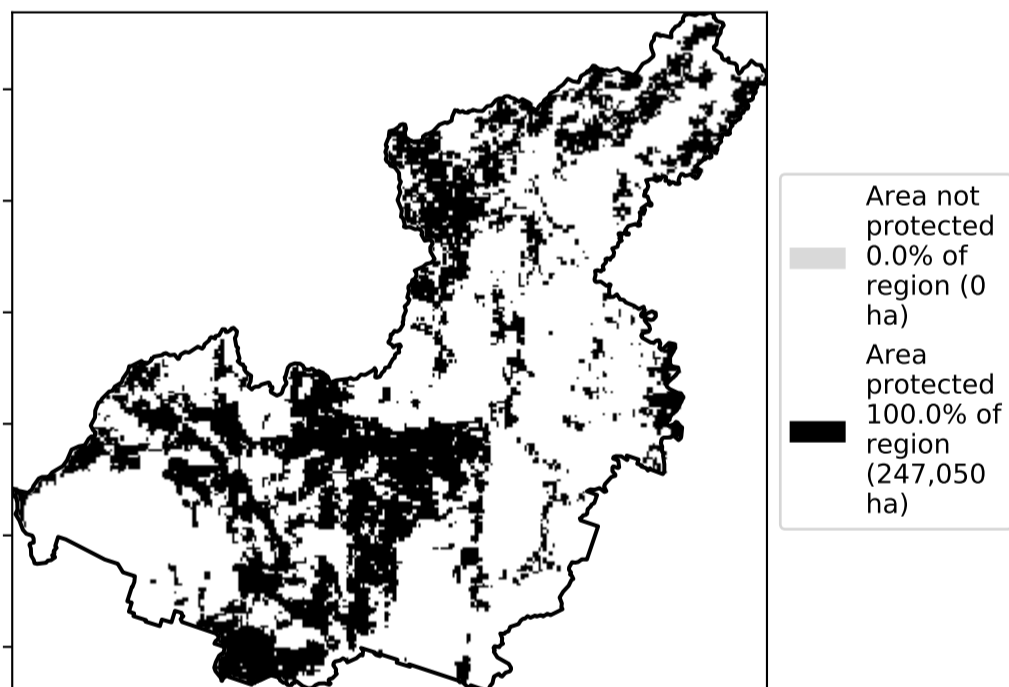 Area not
protected
0.0% of
region (0
ha)
Area
protected
100.0% of
region
(247,050
ha)